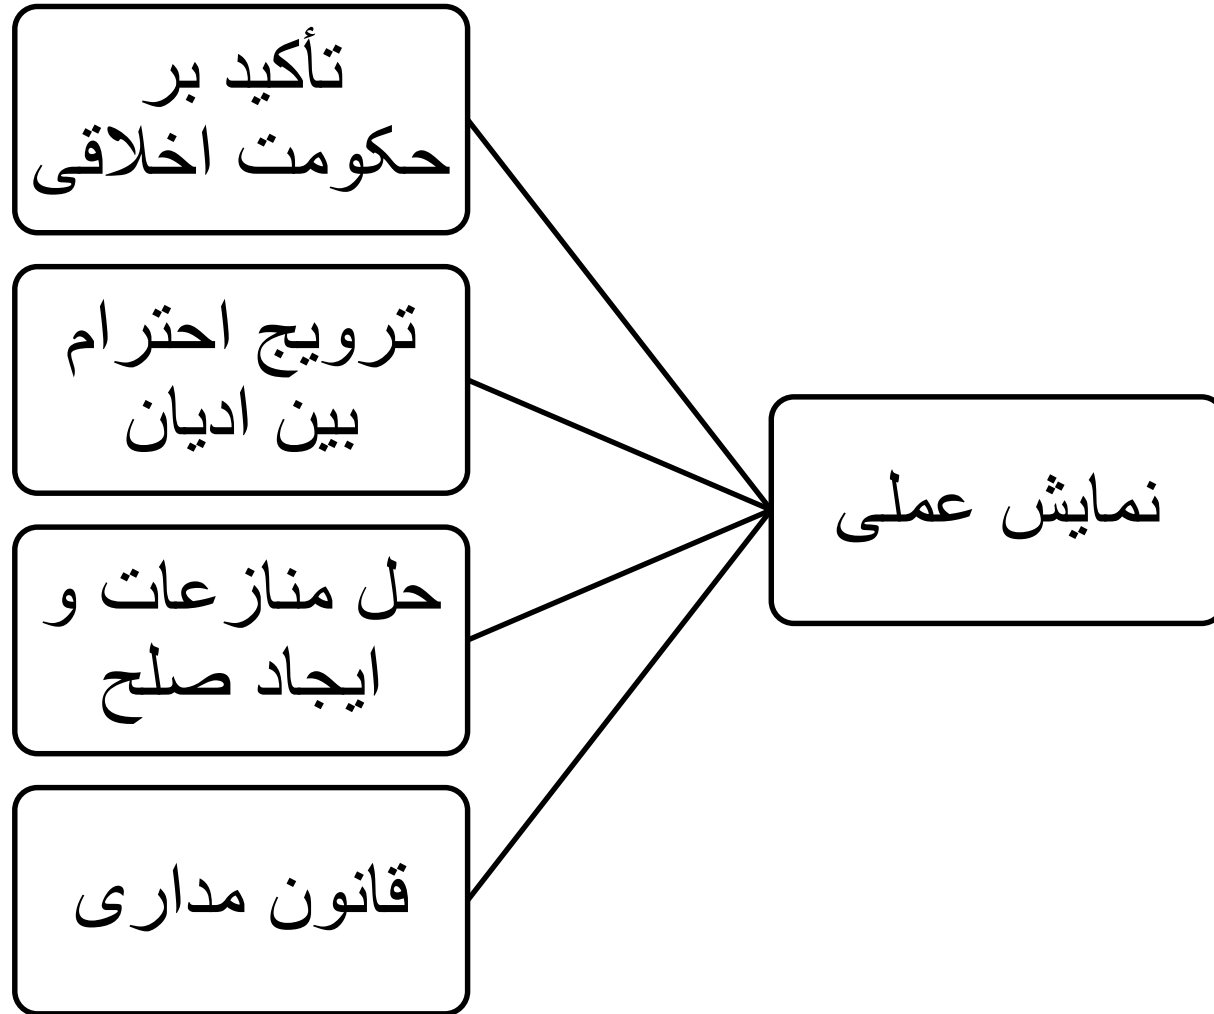 نمایش عملی
تأکید بر
حکومت اخلاقی
ترویج احترام
بین ادیان
حل منازعات و
ایجاد صلح
قانون مداری